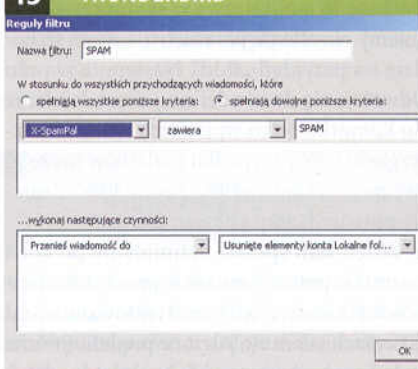 Reguły filtru
Nazwa filtru: SPAM
W stosunku do wszystkich przychodzących wiadomości, które
spełniają wszystkie poniższe kryteria: spełniają dowolne poniższe kryteria:
X-SpamPal zawiera SPAM
...wykonaj następujące czynności:
Przenieś wiadomość do Usunięte elementy konta Lokalne fol...
OK